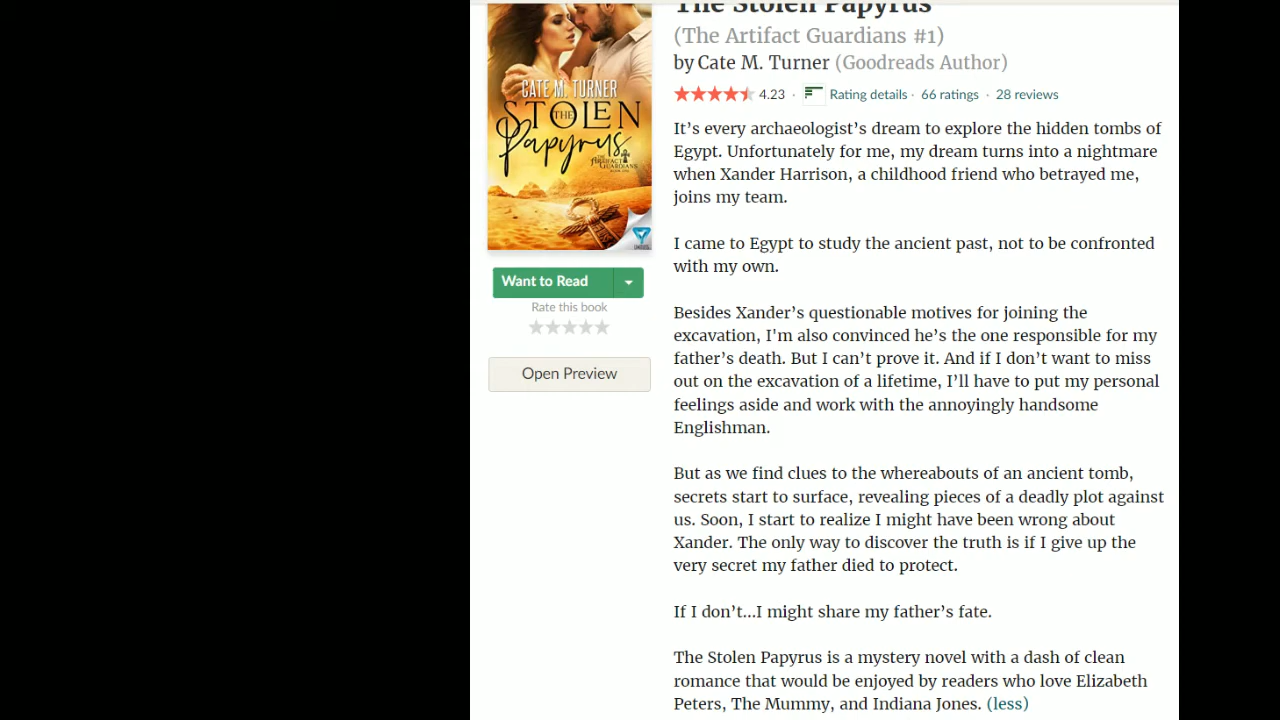 The Stolen Papyrus
(The Artifact Guardians #1)
by Cate M. Turner (Goodreads Author)
4.23 · Rating details · 66 ratings · 28 reviews
It's every archaeologist's dream to explore the hidden tombs of
Egypt. Unfortunately for me, my dream turns into a nightmare
when Xander Harrison, a childhood friend who betrayed me,
joins my team.
I came to Egypt to study the ancient past, not to be confronted
with my own.
Besides Xander's questionable motives for joining the
excavation, I'm also convinced he's the one responsible for my
father's death. But I can't prove it. And if I don't want to miss
out on the excavation of a lifetime, I'll have to put my personal
feelings aside and work with the annoyingly handsome
Englishman.
But as we find clues to the whereabouts of an ancient tomb,
secrets start to surface, revealing pieces of a deadly plot against
us. Soon, I start to realize I might have been wrong about
Xander. The only way to discover the truth is if I give up the
very secret my father died to protect.
If I don't...I might share my father's fate.
The Stolen Papyrus is a mystery novel with a dash of clean
romance that would be enjoyed by readers who love Elizabeth
Peters, The Mummy, and Indiana Jones. (less)
CATE M. TURNER
THE
STOLEN
Papyrus
THE
ARTIFACT
GUARDIANS
Want to Read
Rate this book
Open Preview